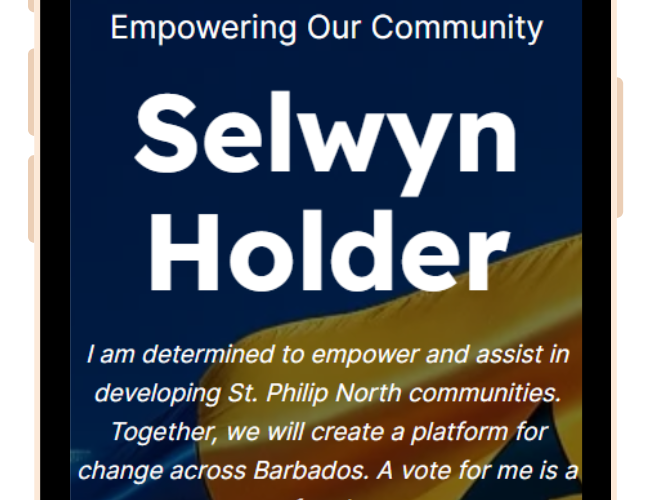 Empowering Our Community
Selwyn
Holder
I am determined to empower and assist in
developing St. Philip North communities.
Together, we will create a platform for
change across Barbados. A vote for me is a